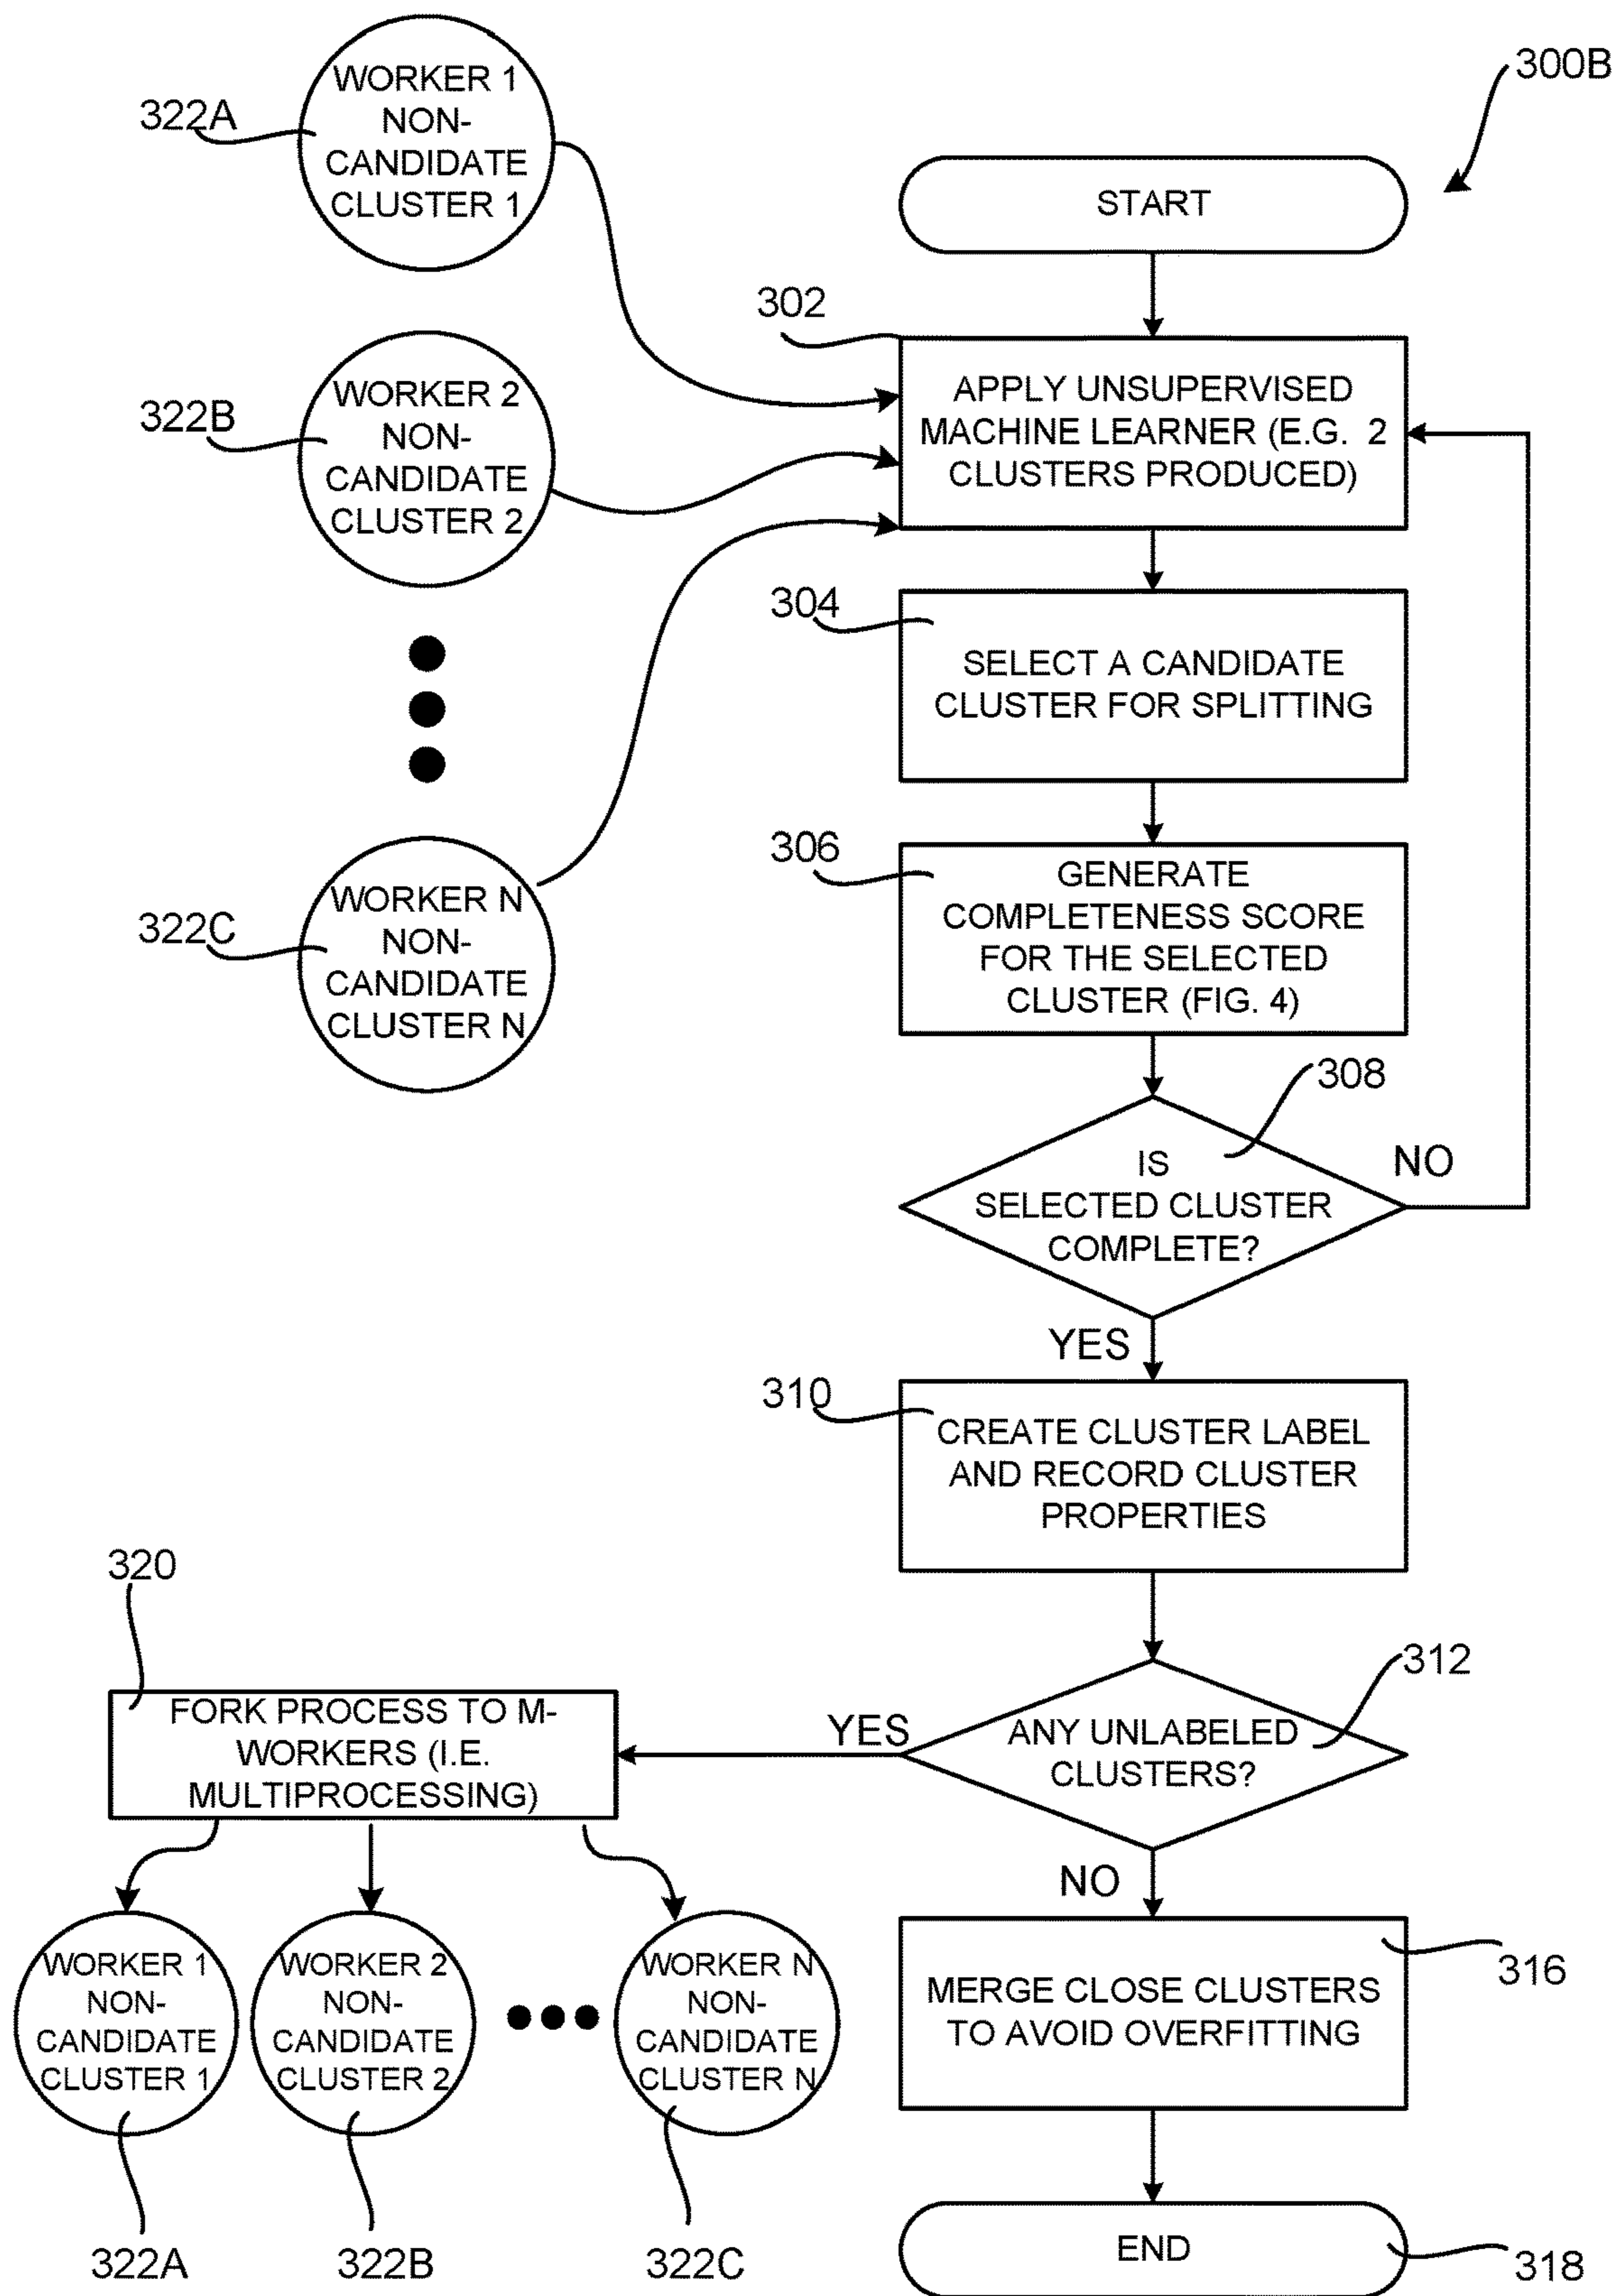 300B
WORKER 1
NON-
CANDIDATE
CLUSTER 1
322A
START
302
APPLY UNSUPERVISED
MACHINE LEARNER (E.G. 2
CLUSTERS PRODUCED)
WORKER 2
NON-
CANDIDATE
CLUSTER 2
322B
304
SELECT A CANDIDATE
CLUSTER FOR SPLITTING
306
GENERATE
COMPLETENESS SCORE
FOR THE SELECTED
CLUSTER (FIG. 4)
WORKER N
NON-
CANDIDATE
CLUSTER N
322C
308
IS
SELECTED CLUSTER
COMPLETE?
NO
YES
310
CREATE CLUSTER LABEL
AND RECORD CLUSTER
PROPERTIES
312
ANY UNLABELED
CLUSTERS?
YES
320
FORK PROCESS TO M-
WORKERS (I.E.
MULTIPROCESSING)
NO
WORKER 1
NON-
CANDIDATE
CLUSTER 1
WORKER 2
NON-
CANDIDATE
CLUSTER 2
WORKER N
NON-
CANDIDATE
CLUSTER N
316
MERGE CLOSE CLUSTERS
TO AVOID OVERFITTING
322A
322B
322C
END
318